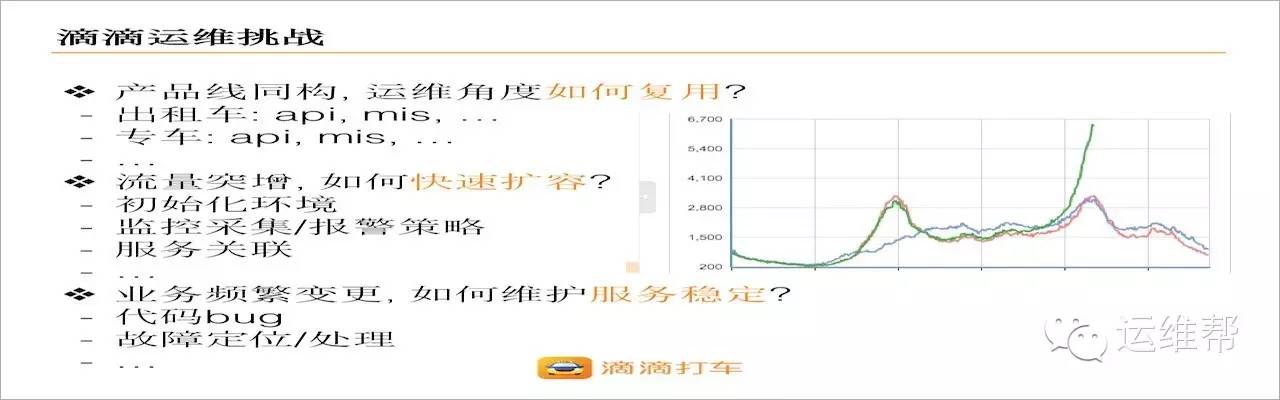 滴滴运维挑战
❖ 产品线同构, 运维角度如何复用?
– 出租车: api, mis, …
– 专车: api, mis, …
– …
❖ 流量突增, 如何快速扩容?
– 初始化环境
– 监控采集/报警策略
– 服务关联
– …
❖ 业务频繁变更, 如何维护服务稳定?
– 代码bug
– 故障定位/处理
– …
6,700
5,400
4,100
2,800
1,500
200
滴滴打车
运维帮